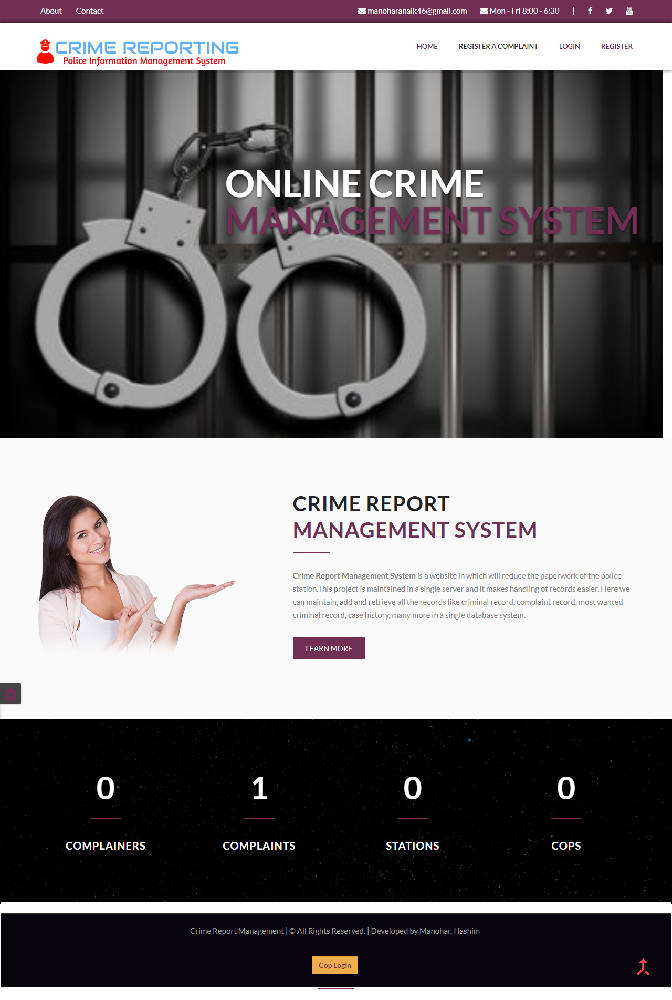 About Contact manoharanaik46@gmail.com Mon - Fri 8:00 - 6:30 |
CRIME REPORTING
Police Information Management System
HOME REGISTER A COMPLAINT LOGIN REGISTER
ONLINE CRIME
MANAGEMENT SYSTEM
CRIME REPORT
MANAGEMENT SYSTEM
Crime Report Management System is a website in which will reduce the paperwork of the police
station.This project is maintained in a single server and it makes handling of records easier. Here we
can maintain, add and retrieve all the records like criminal record, complaint record, most wanted
criminal record, case history, many more in a single database system.
LEARN MORE
0 1 0 0
COMPLAINERS COMPLAINTS STATIONS COPS
Crime Report Management | © All Rights Reserved. | Developed by Manohar, Hashim
Cop Login